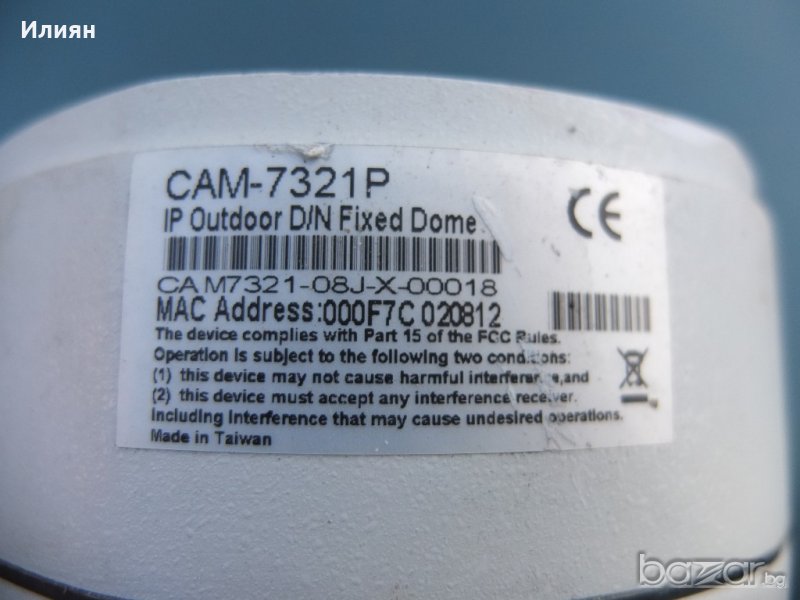 Илиян
CAM-7321P
IP Outdoor D/N Fixed Dome
CE
CAM7321-08J-X-00018
MAC Address:000F7C 020812
The device complies with Part 15 of the FCC Rules.
Operation is subject to the following two conditions:
(1) this device may not cause harmful interference,and
(2) this device must accept any interference receiver.
Including Interference that may cause undesired operations.
Made in Taiwan
bazar.bg